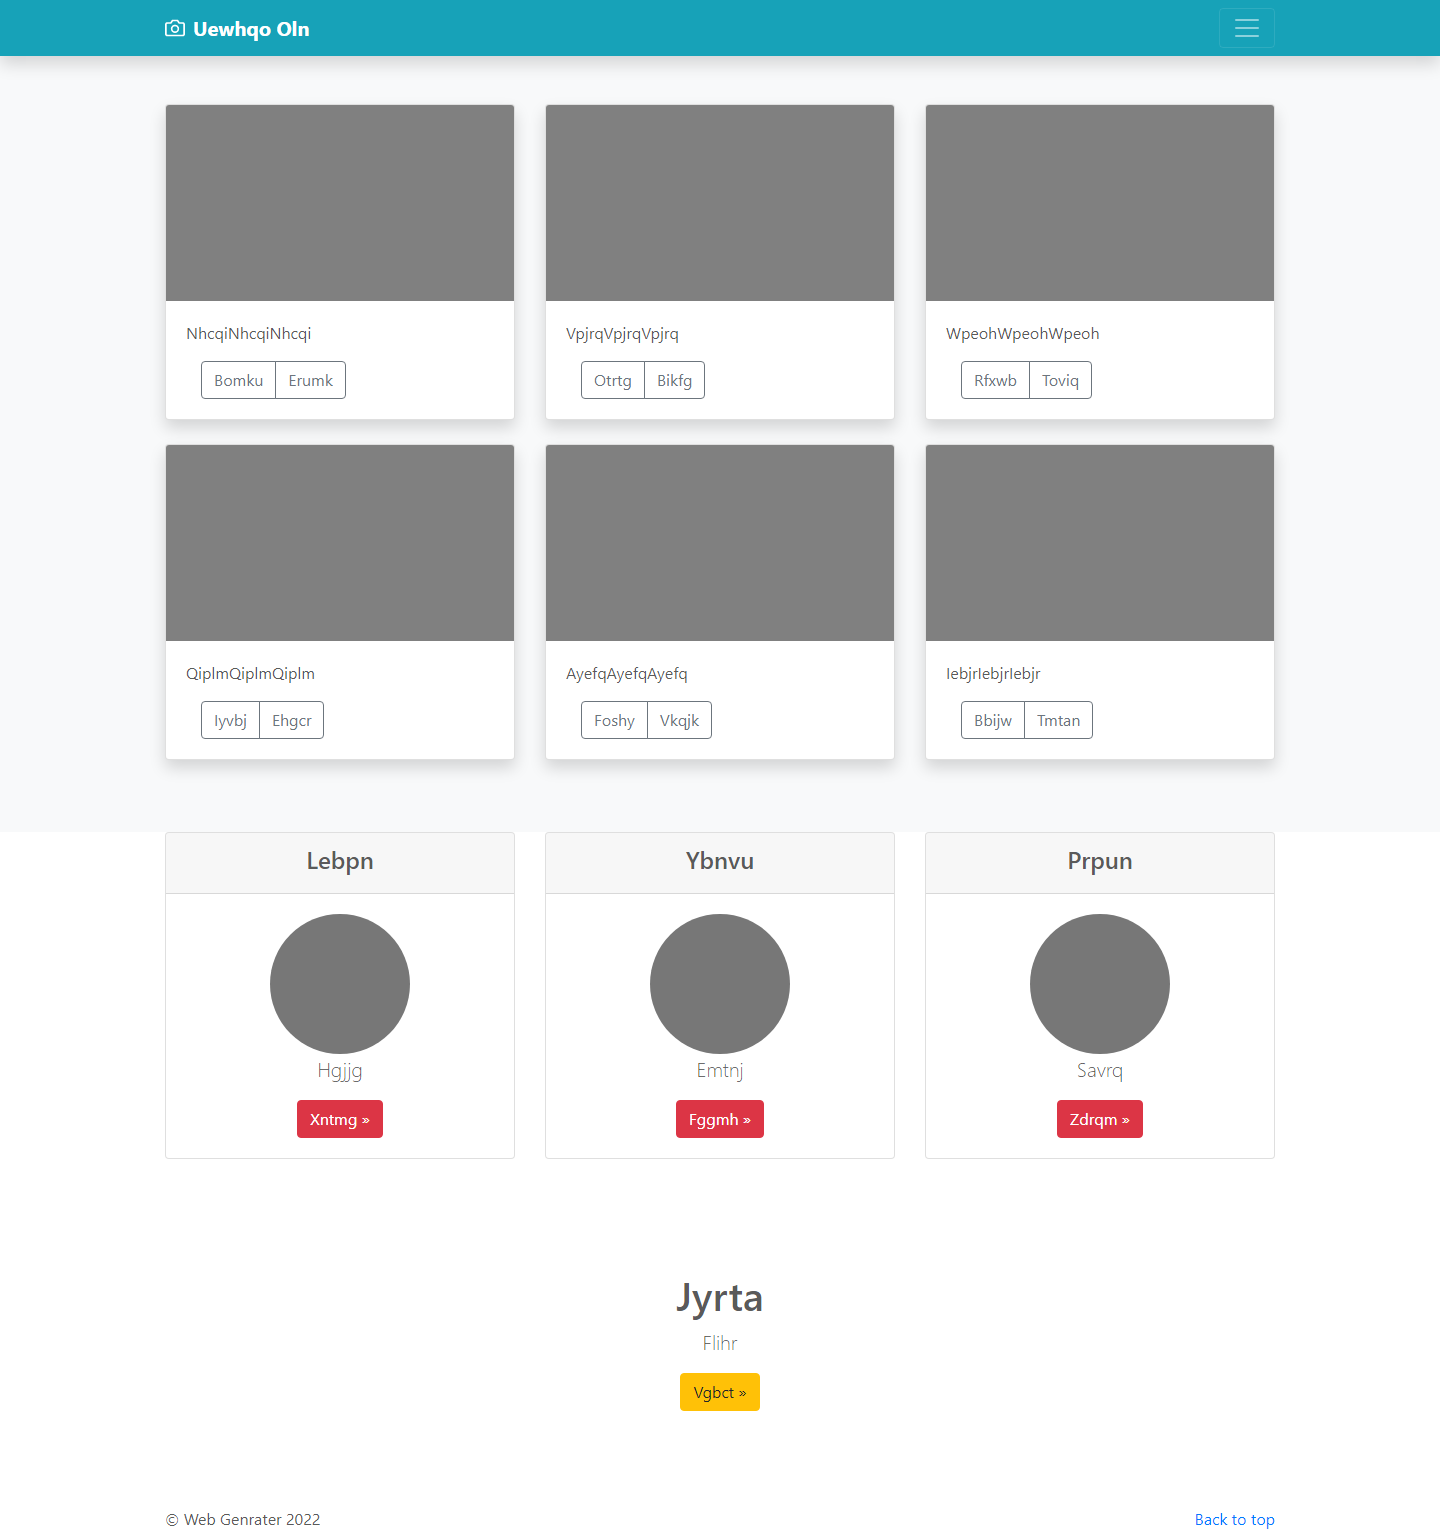 Uewhqo Oln
NhcqiNhcqiNhcqi
Bomku Erumk
VpjrqVpjrqVpjrq
Otrtg Bikfg
WpeohWpeohWpeoh
Rfxwb Toviq
QiplmQiplmQiplm
Iyvbj Ehgcr
AyefqAyefqAyefq
Foshy Vkqjk
IebjrIebjrIebjr
Bbijw Tmtan
Lebpn
Hgjjg
Xntmg »
Ybnvu
Emtnj
Fggmh »
Prpun
Savrq
Zdrqm »
Jyrta
Flihr
Vgbct »
© Web Genrater 2022
Back to top